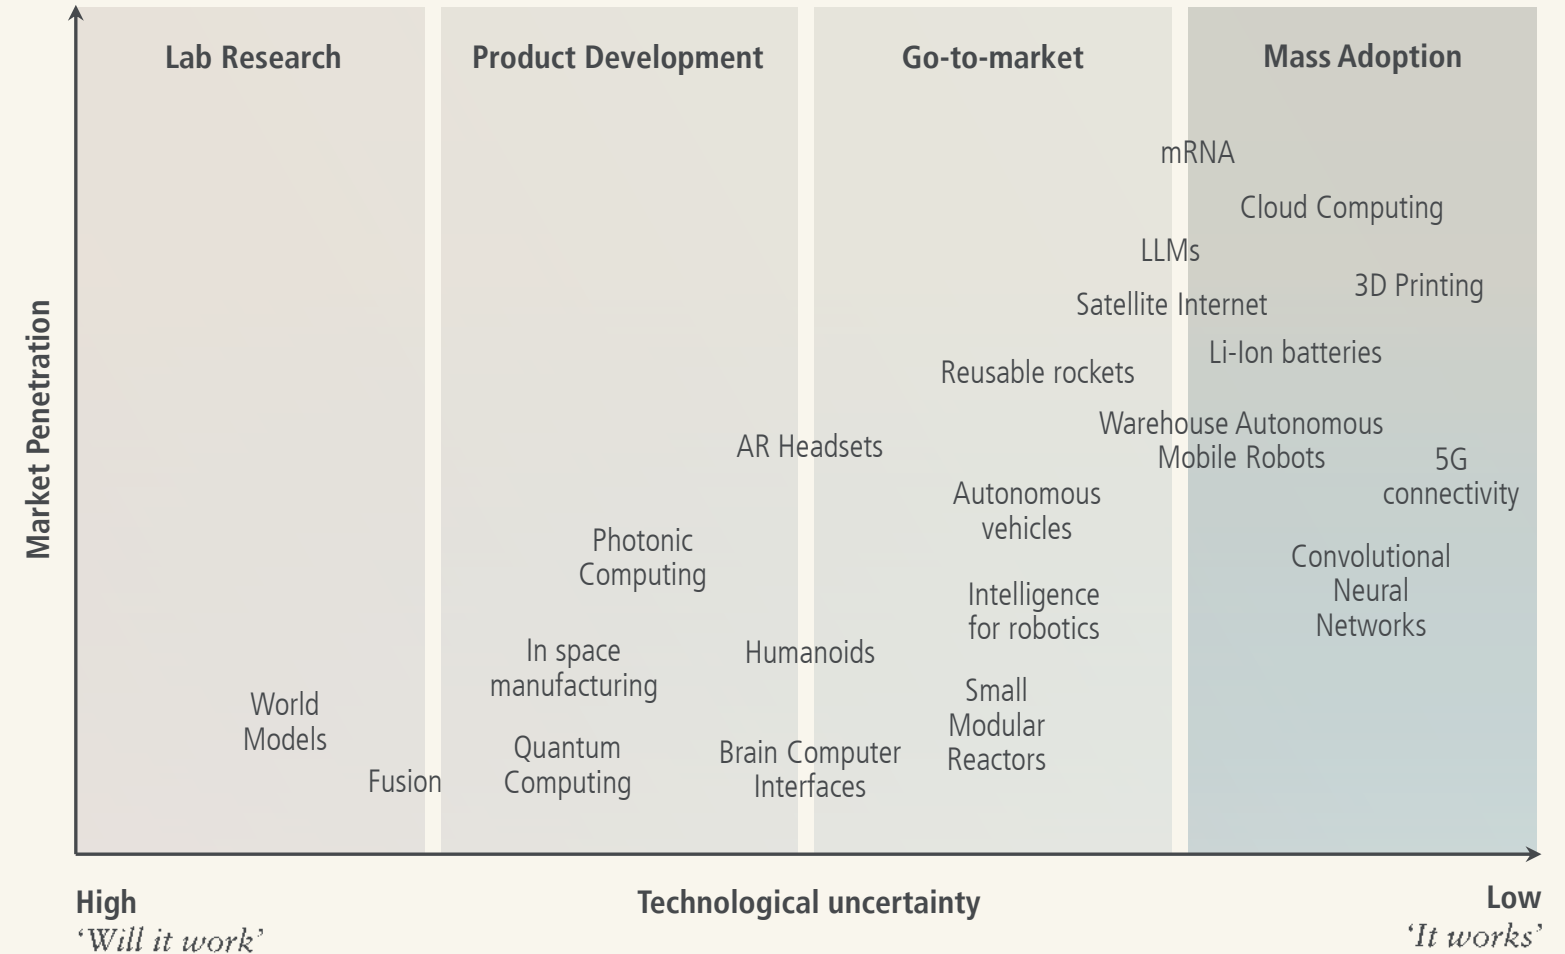 Lab Research
Product Development
Go-to-market
Mass Adoption
mRNA
Cloud Computing
LLMs
3D Printing
Satellite Internet
Li-Ion batteries
Reusable rockets
Warehouse Autonomous
Mobile Robots
AR Headsets
5G
connectivity
Autonomous
vehicles
Photonic
Computing
Convolutional
Neural
Networks
Intelligence
for robotics
In space
manufacturing
Humanoids
Small
Modular
Reactors
World
Models
Quantum
Computing
Brain Computer
Interfaces
Fusion
Market Penetration
High
‘Will it work’
Technological uncertainty
Low
‘It works’